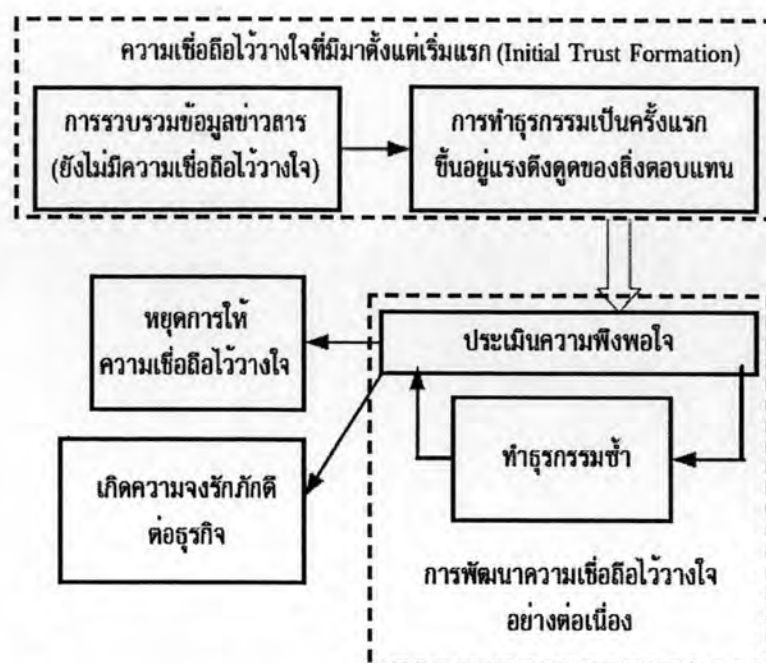 ความเชื่อถือไว้วางใจที่มีมาตั้งแต่เริ่มแรก (Initial Trust Formation)
การรวบรวมข้อมูลข่าวสาร
(ยังไม่มีความเชื่อถือไว้วางใจ)
การทำธุรกรรมเป็นครั้งแรก
ขึ้นอยู่แรงดึงดูดของสิ่งตอบแทน
หยุดการให้
ความเชื่อถือไว้วางใจ
ประเมินความพึงพอใจ
ทำธุรกรรมซ้ำ
เกิดความจงรักภักดี
ต่อธุรกิจ
การพัฒนาความเชื่อถือไว้วางใจ
อย่างต่อเนื่อง